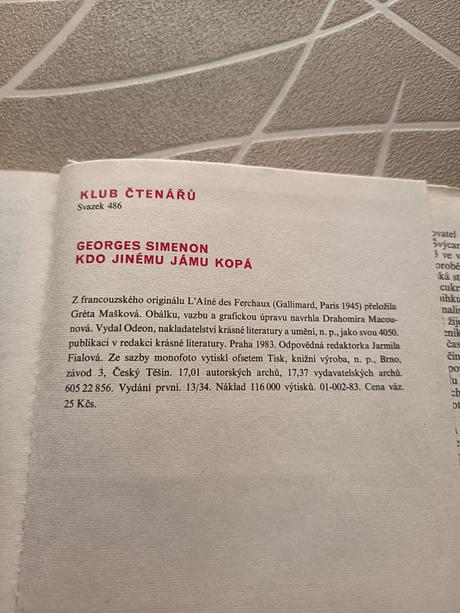 KLUB ČTENÁŘŮ
Svazek 486
GEORGES SIMENON
KDO JINÉMU JÁMU KOPÁ
Z francouzského originálu L'Aîné des Ferchaux (Gallimard, Paris 1945) přeložila
Gréta Mašková. Obálku, vazbu a grafickou úpravu navrhla Drahomíra Macou-
nová. Vydal Odeon, nakladatelství krásné literatury a umění, n. p., jako svou 4050.
publikaci v redakci krásné literatury. Praha 1983. Odpovědná redaktorka Jarmila
Fialová. Ze sazby monofoto vytiskl ofsetem Tisk, knižní výroba, n. p., Brno,
závod 3, Český Těšín. 17,01 autorských archů, 17,37 vydavatelských archů.
605 22 856. Vydání první. 13/34. Náklad 116 000 výtisků. 01-002-83. Cena váz.
25 Kčs.